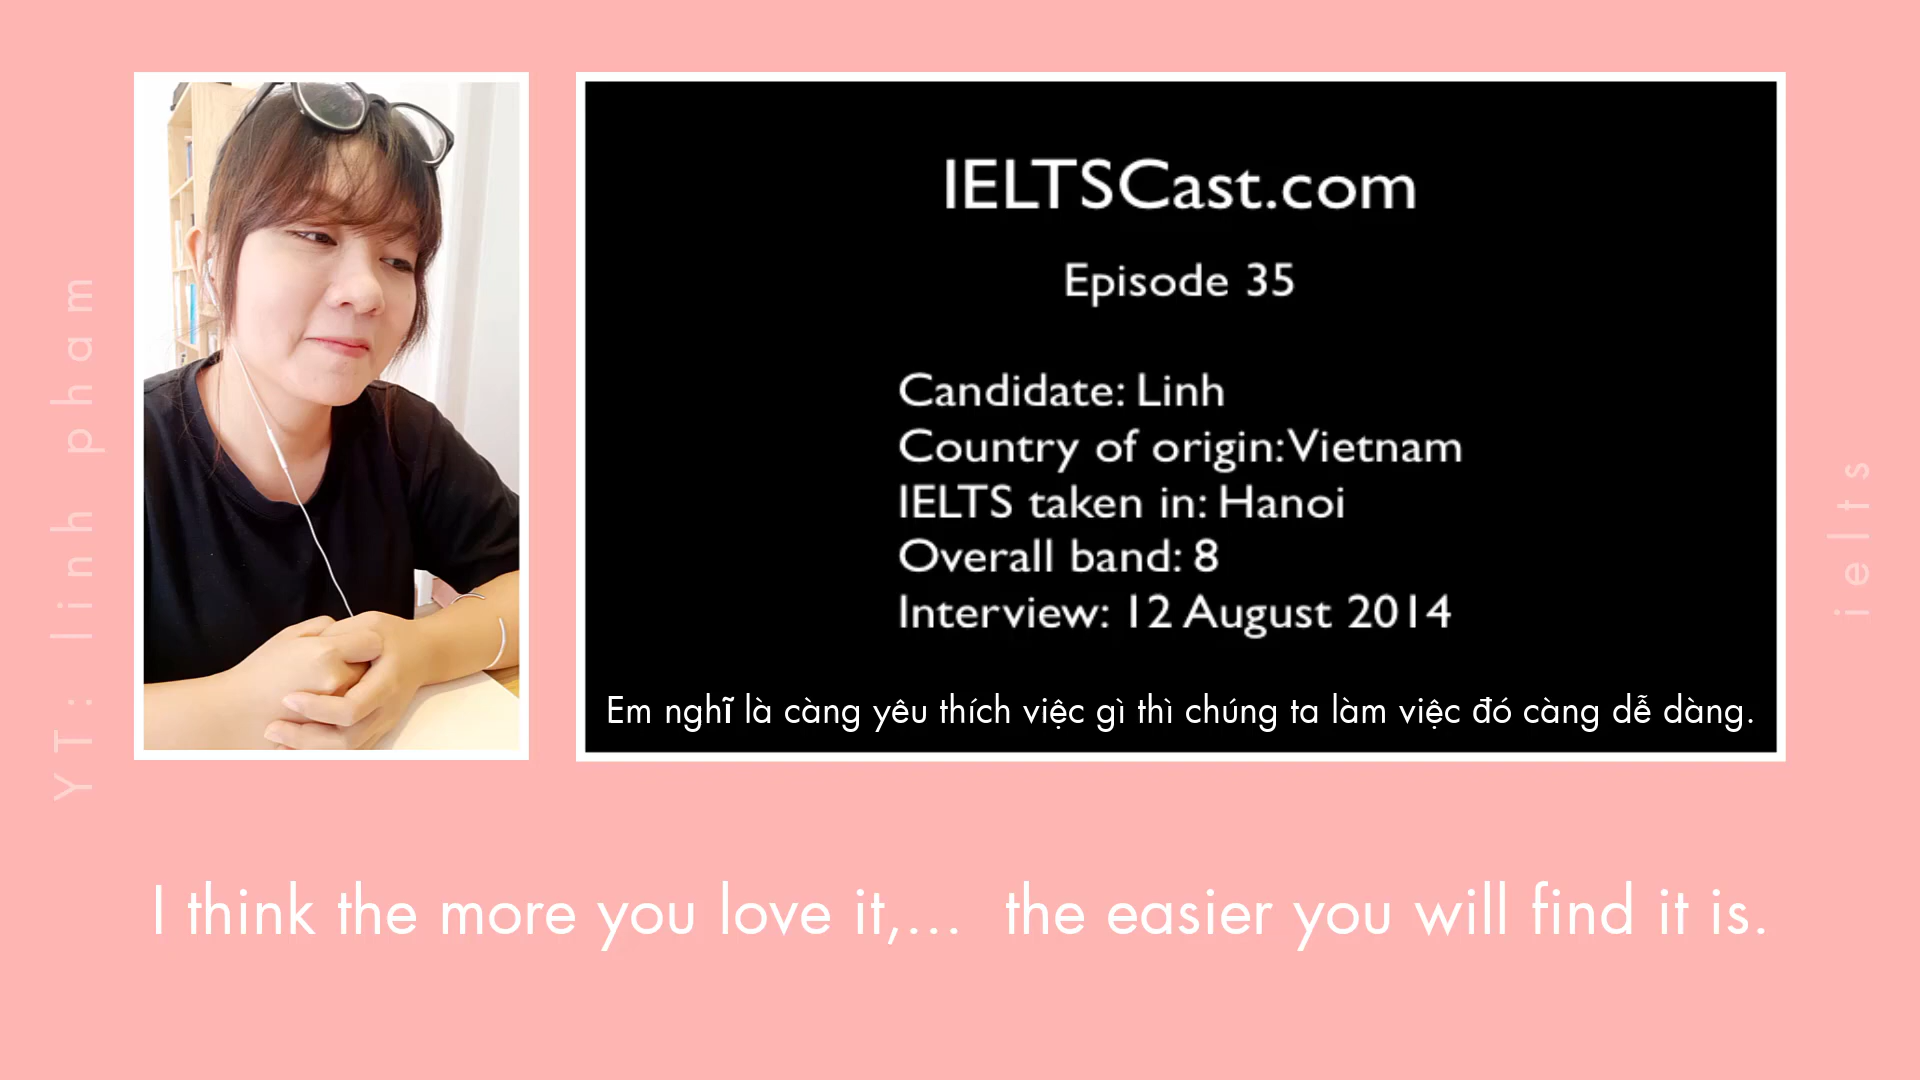 YT: linh pham
IELTSCast.com
Episode 35
Candidate: Linh
Country of origin: Vietnam
IELTS taken in: Hanoi
Overall band: 8
Interview: 12 August 2014
Em nghĩ là càng yêu thích việc gì thì chúng ta làm việc đó càng dễ dàng.
ielts
I think the more you love it,... the easier you will find it is.